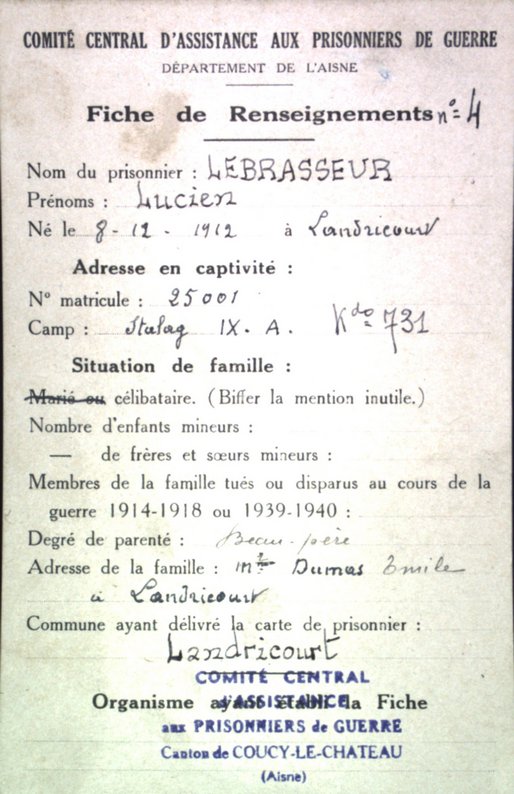 COMITÉ CENTRAL D'ASSISTANCE AUX PRISONNIERS DE GUERRE
DÉPARTEMENT DE L'AISNE
Fiche de Renseignements n° 4
Nom du prisonnier : LEBRASSEUR
Prénoms : Lucien
Né le 8 - 12 - 1912 à Landricourt
Adresse en captivité :
N° matricule : 25001
Camp : Stalag IX. A. Kdo 731
Situation de famille :
Marié ou célibataire. (Biffer la mention inutile.)
Nombre d'enfants mineurs :
— de frères et sœurs mineurs :
Membres de la famille tués ou disparus au cours de la
guerre 1914-1918 ou 1939-1940 :
Degré de parenté : Beau-père
Adresse de la famille : Dumas Emile
à Landricourt
Commune ayant délivré la carte de prisonnier :
Landricourt
COMITÉ CENTRAL
Organisme ayant établi la Fiche
d'ASSISTANCE
aux PRISONNIERS de GUERRE
Canton de COUCY-LE-CHATEAU
(Aisne)